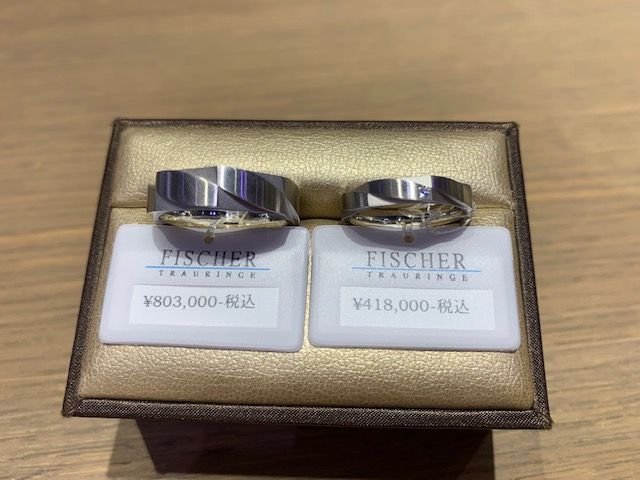 FISCHER
TRAURINGE
¥803,000-税込
FISCHER
TRAURINGE
¥418,000-税込